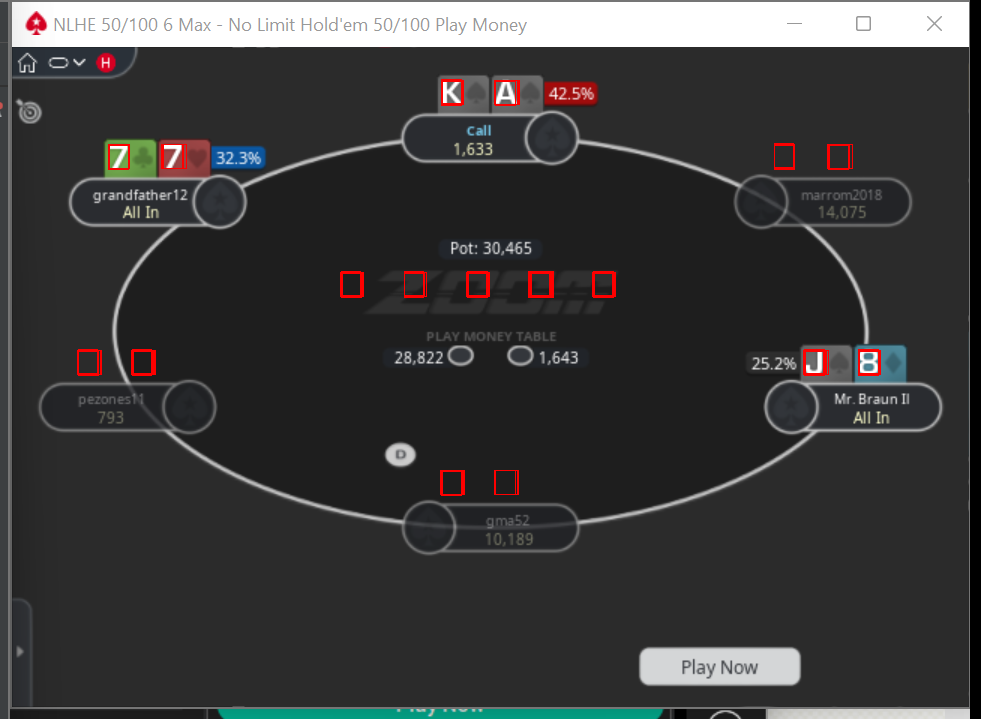 NLHE 50/100 6 Max - No Limit Hold'em 50/100 Play Money
H
K A 42.5%
Call
1,633
7 7 32.3%
grandfather12
All In
marrom2018
14,075
Pot: 30,465
ZOOM
PLAY MONEY TABLE
28,822 1,643
J 8 25.2%
Mr. Braun II
All In
pezones11
793
D
gma52
10,189
Play Now
Play Now